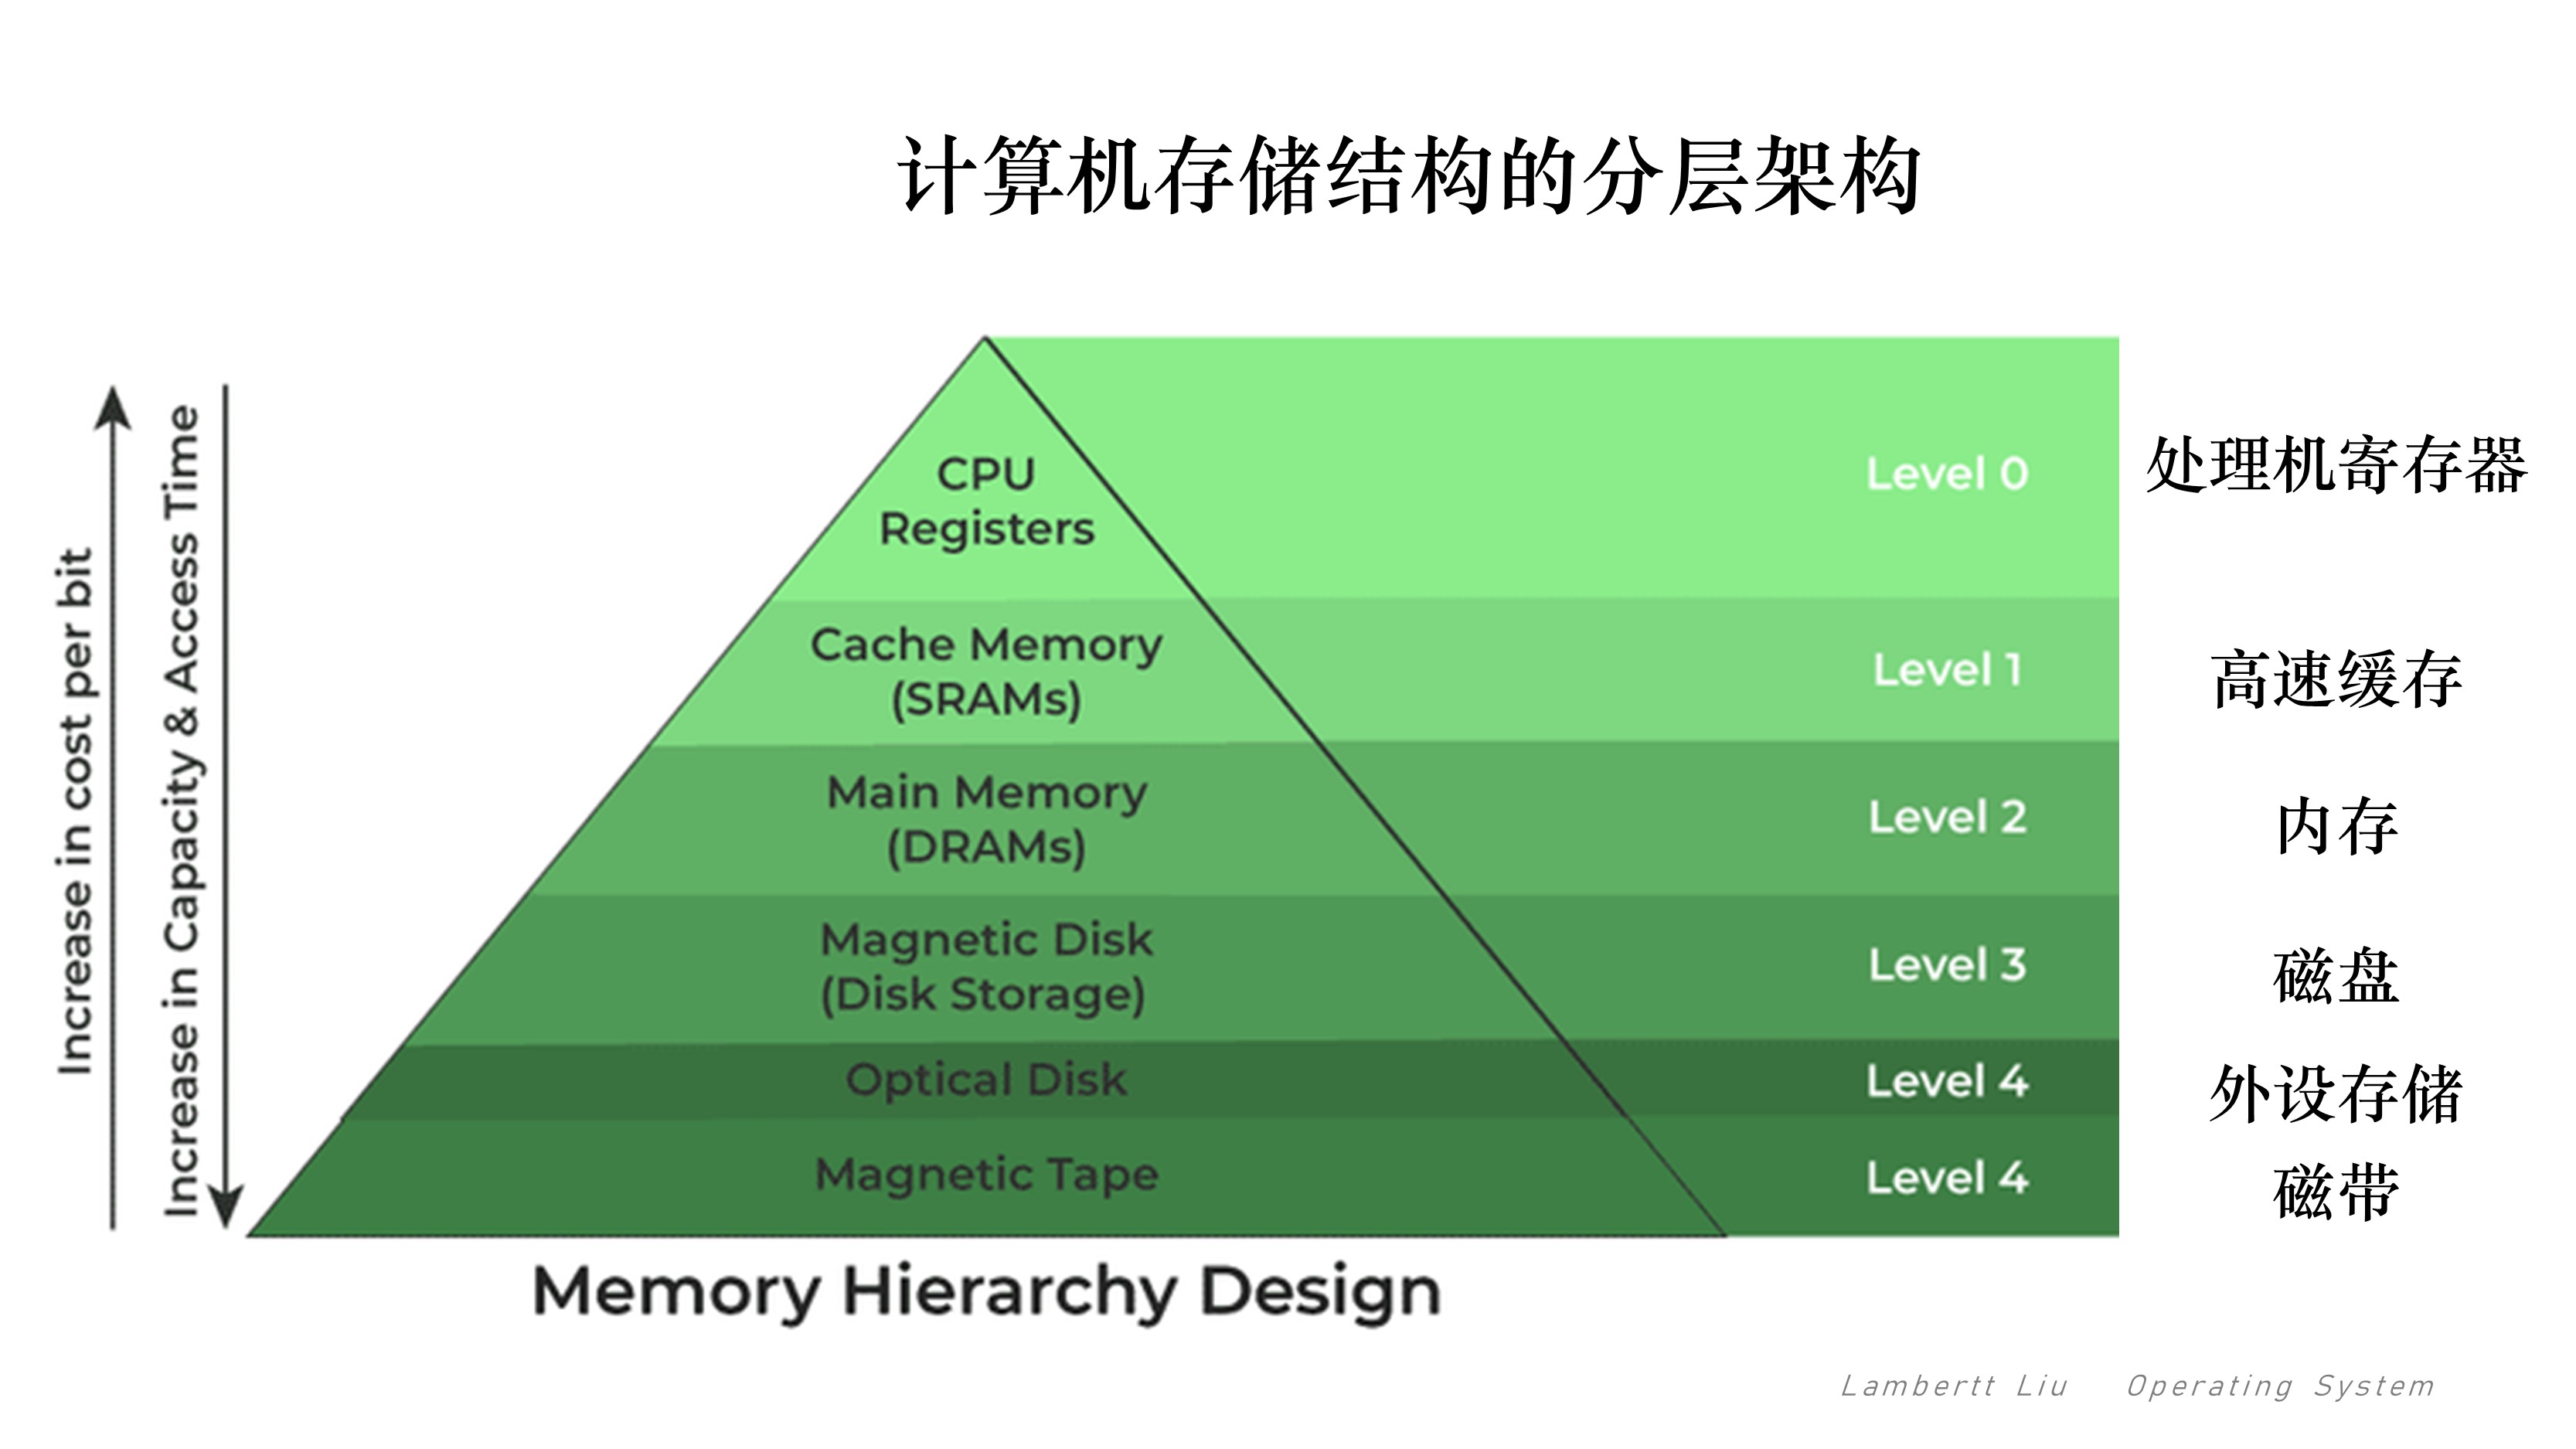 计算机存储结构的分层架构
Increase in cost per bit
Increase in Capacity & Access Time
CPU
Registers
Level 0
处理机寄存器
Cache Memory
(SRAMs)
Level 1
高速缓存
Main Memory
(DRAMs)
Level 2
内存
Magnetic Disk
(Disk Storage)
Level 3
磁盘
Optical Disk
Level 4
外设存储
Magnetic Tape
Level 4
磁带
Memory Hierarchy Design
Lambertt Liu Operating System